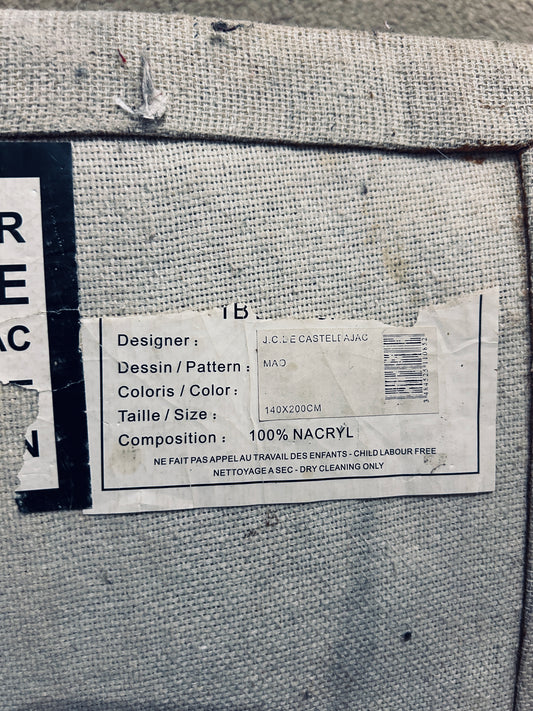 R
E
AC
N
TB
Designer : J.C.DE CASTELBAJAC
Dessin / Pattern : MAO
Coloris / Color :
Taille / Size : 140X200CM
Composition : 100% NACRYL
NE FAIT PAS APPEL AU TRAVAIL DES ENFANTS - CHILD LABOUR FREE
NETTOYAGE A SEC - DRY CLEANING ONLY